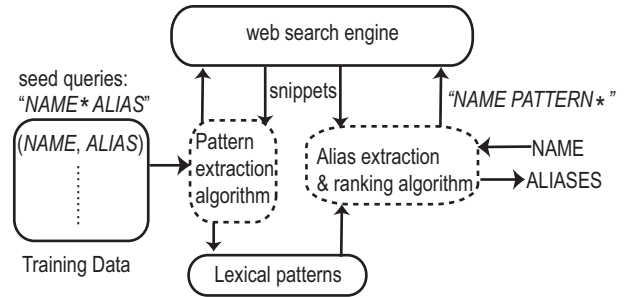 web search engine
seed queries:
“NAME* ALIAS”
snippets
“NAME PATTERN*”
(NAME, ALIAS)
Pattern
extraction
algorithm
Alias extraction
& ranking algorithm
NAME
ALIASES
Training Data
Lexical patterns